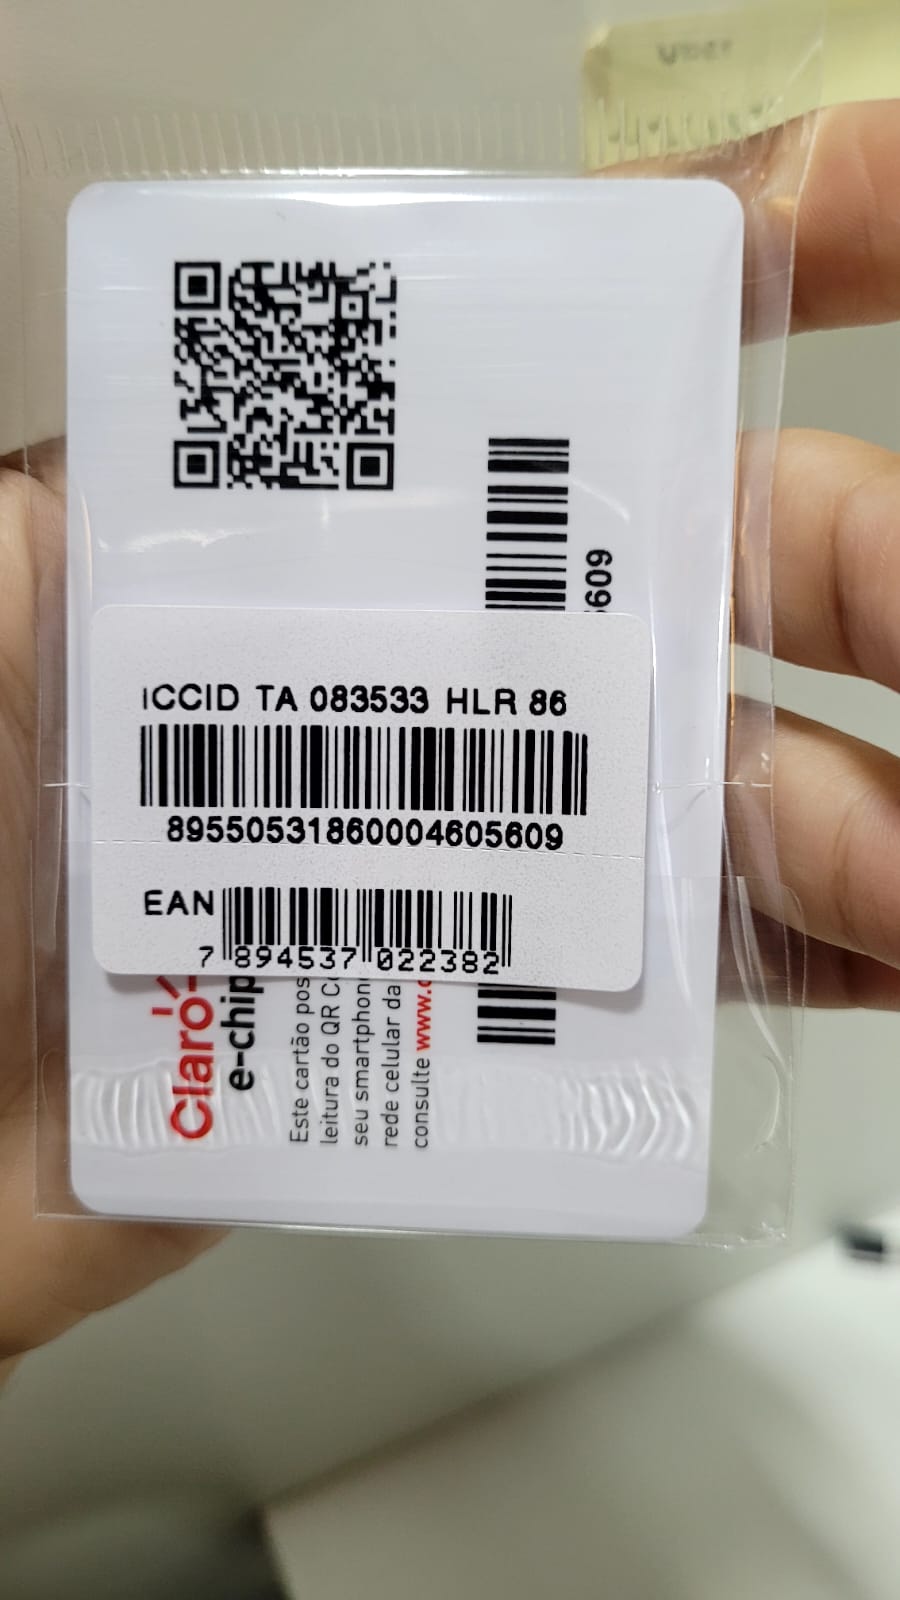 ICCID TA 083533 HLR 86
89550531860004605609
EAN
7 894537 022382
Claro-
e-chip
Este cartão pos
leitura do QR C
seu smartphon
rede celular da
consulte www.c
609